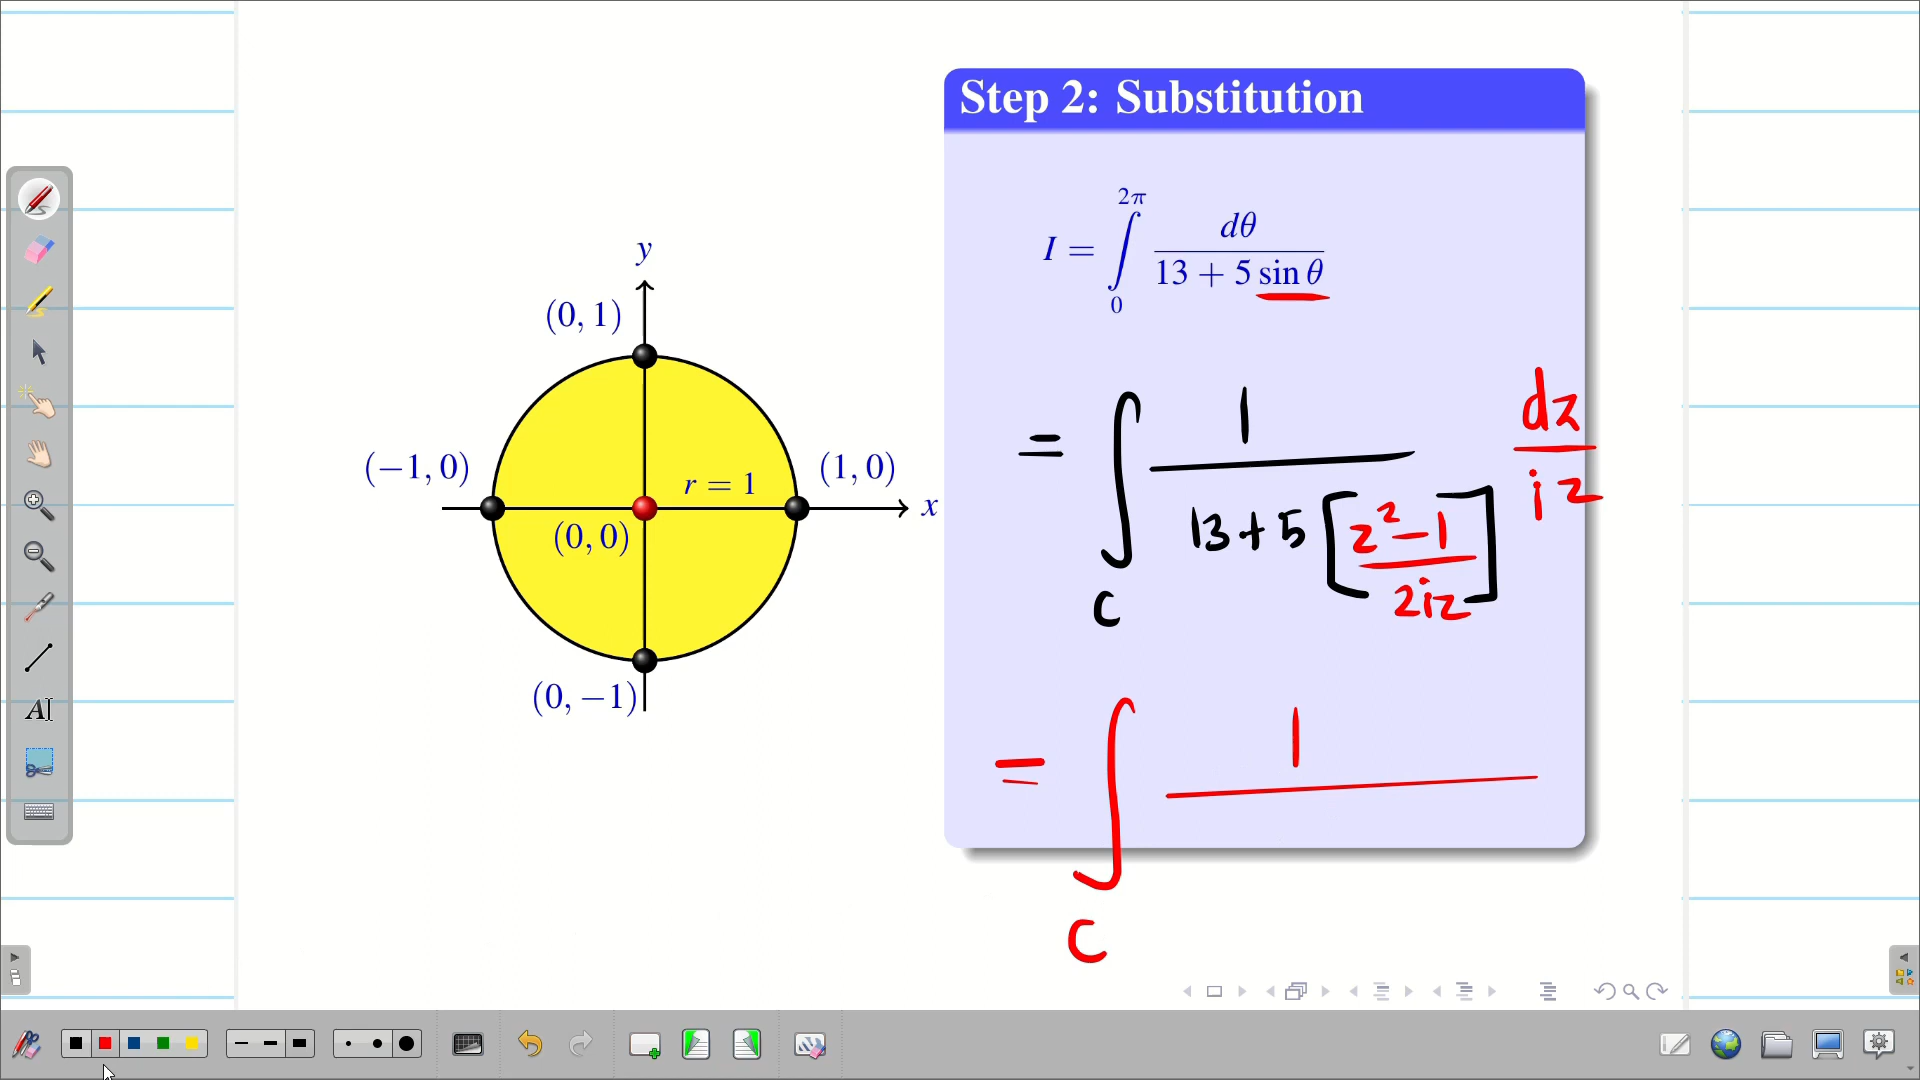 Step 2: Substitution
I = ∫₀^{2π} dθ / (13 + 5 sin θ)
= ∫_C 1 / (13 + 5 [ (z² − 1) / 2iz ]) dz / iz
= ∫_C 1 /
y
(0, 1)
(−1, 0)
(1, 0)
r = 1
x
(0, 0)
(0, −1)
A